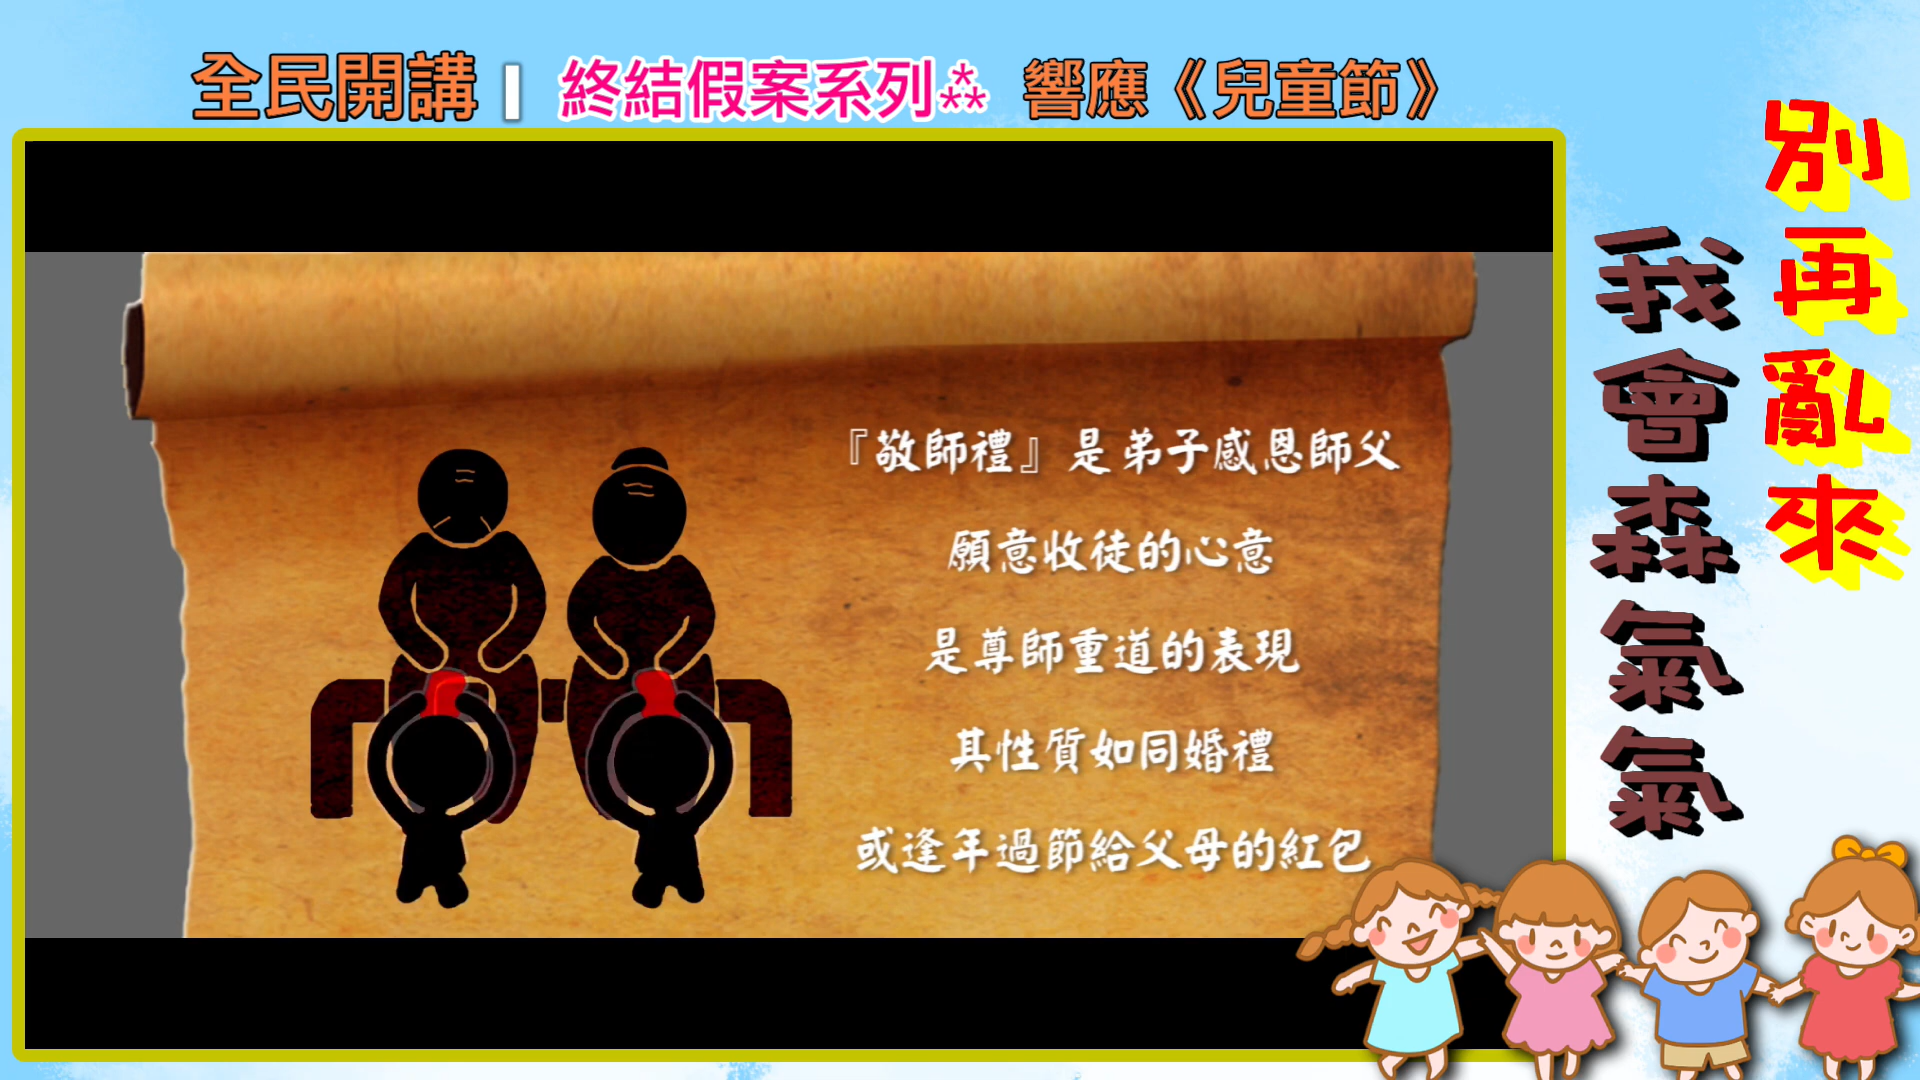 全民開講 | 終結假案系列⁂ 響應《兒童節》
別再亂來
我會森氣氣
『敬師禮』是弟子感恩師父
願意收徒的心意
是尊師重道的表現
其性質如同婚禮
或逢年過節給父母的紅包